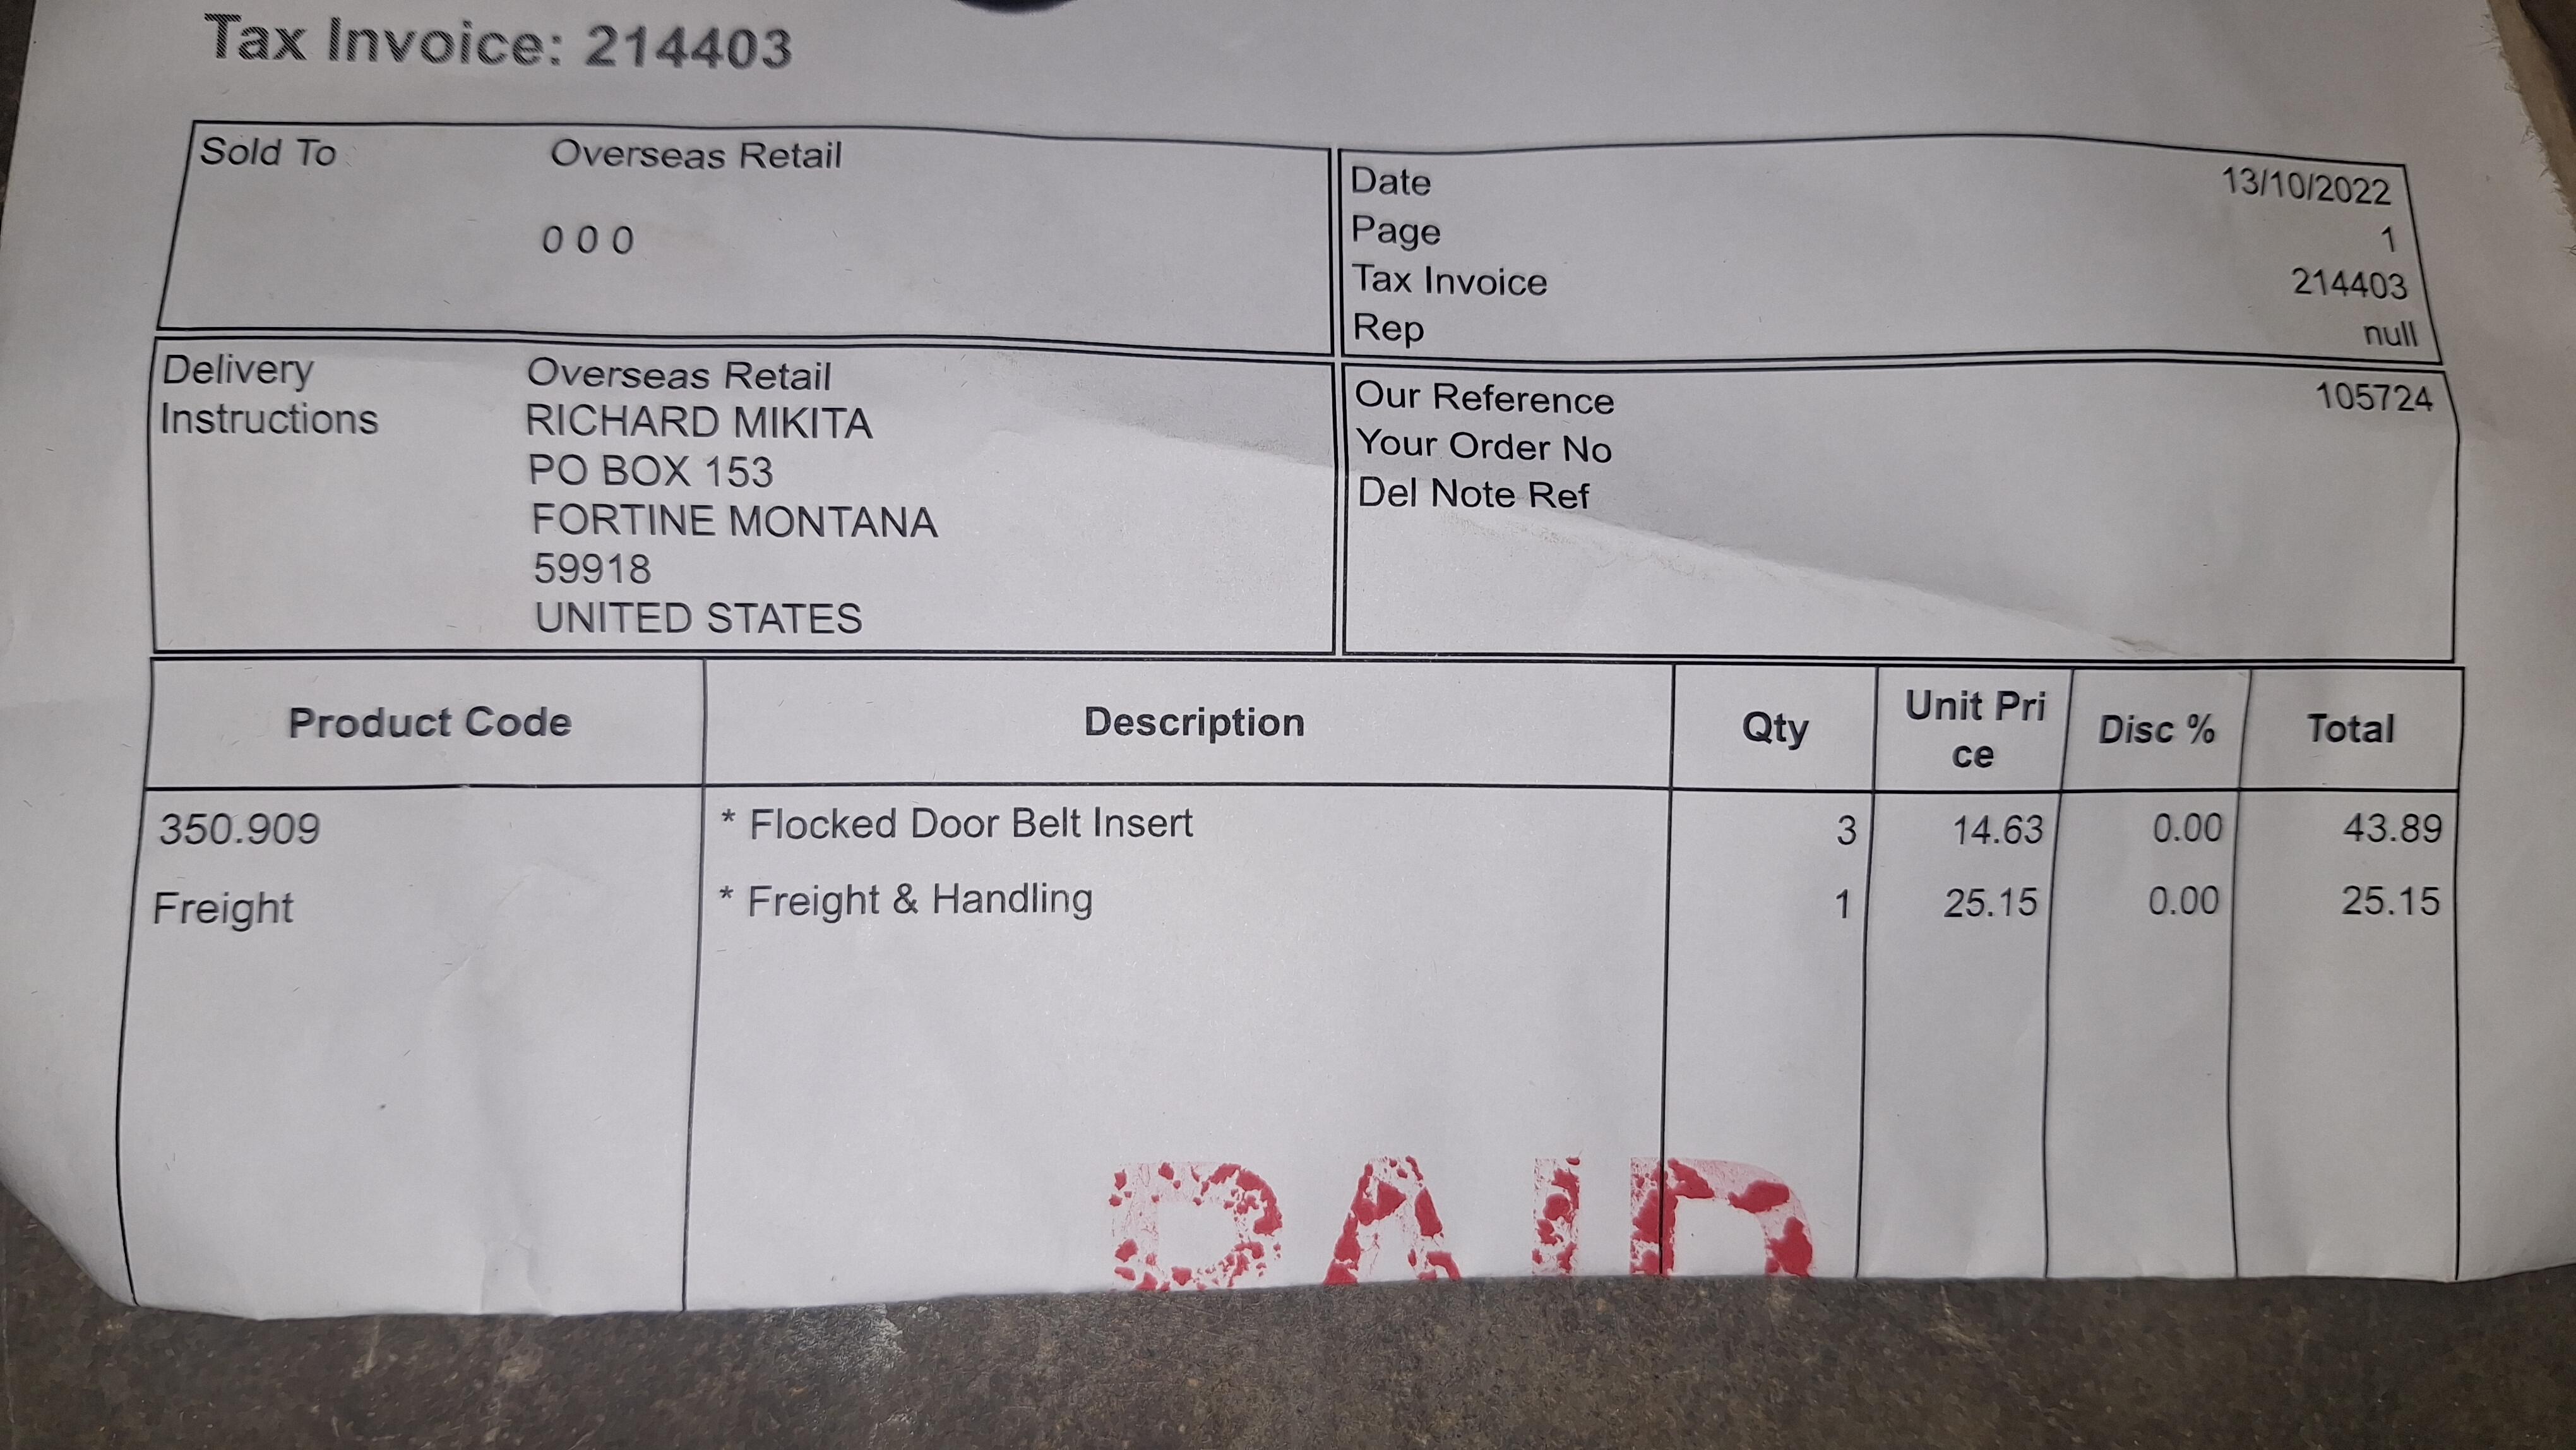 Tax Invoice: 214403
Sold To Overseas Retail
0 0 0
Date 13/10/2022
Page 1
Tax Invoice 214403
Rep null
Delivery Overseas Retail
Instructions RICHARD MIKITA
PO BOX 153
FORTINE MONTANA
59918
UNITED STATES
Our Reference 105724
Your Order No
Del Note Ref
Product Code Description Qty Unit Pri Disc % Total
ce
350.909 * Flocked Door Belt Insert 3 14.63 0.00 43.89
Freight * Freight & Handling 1 25.15 0.00 25.15
PAID